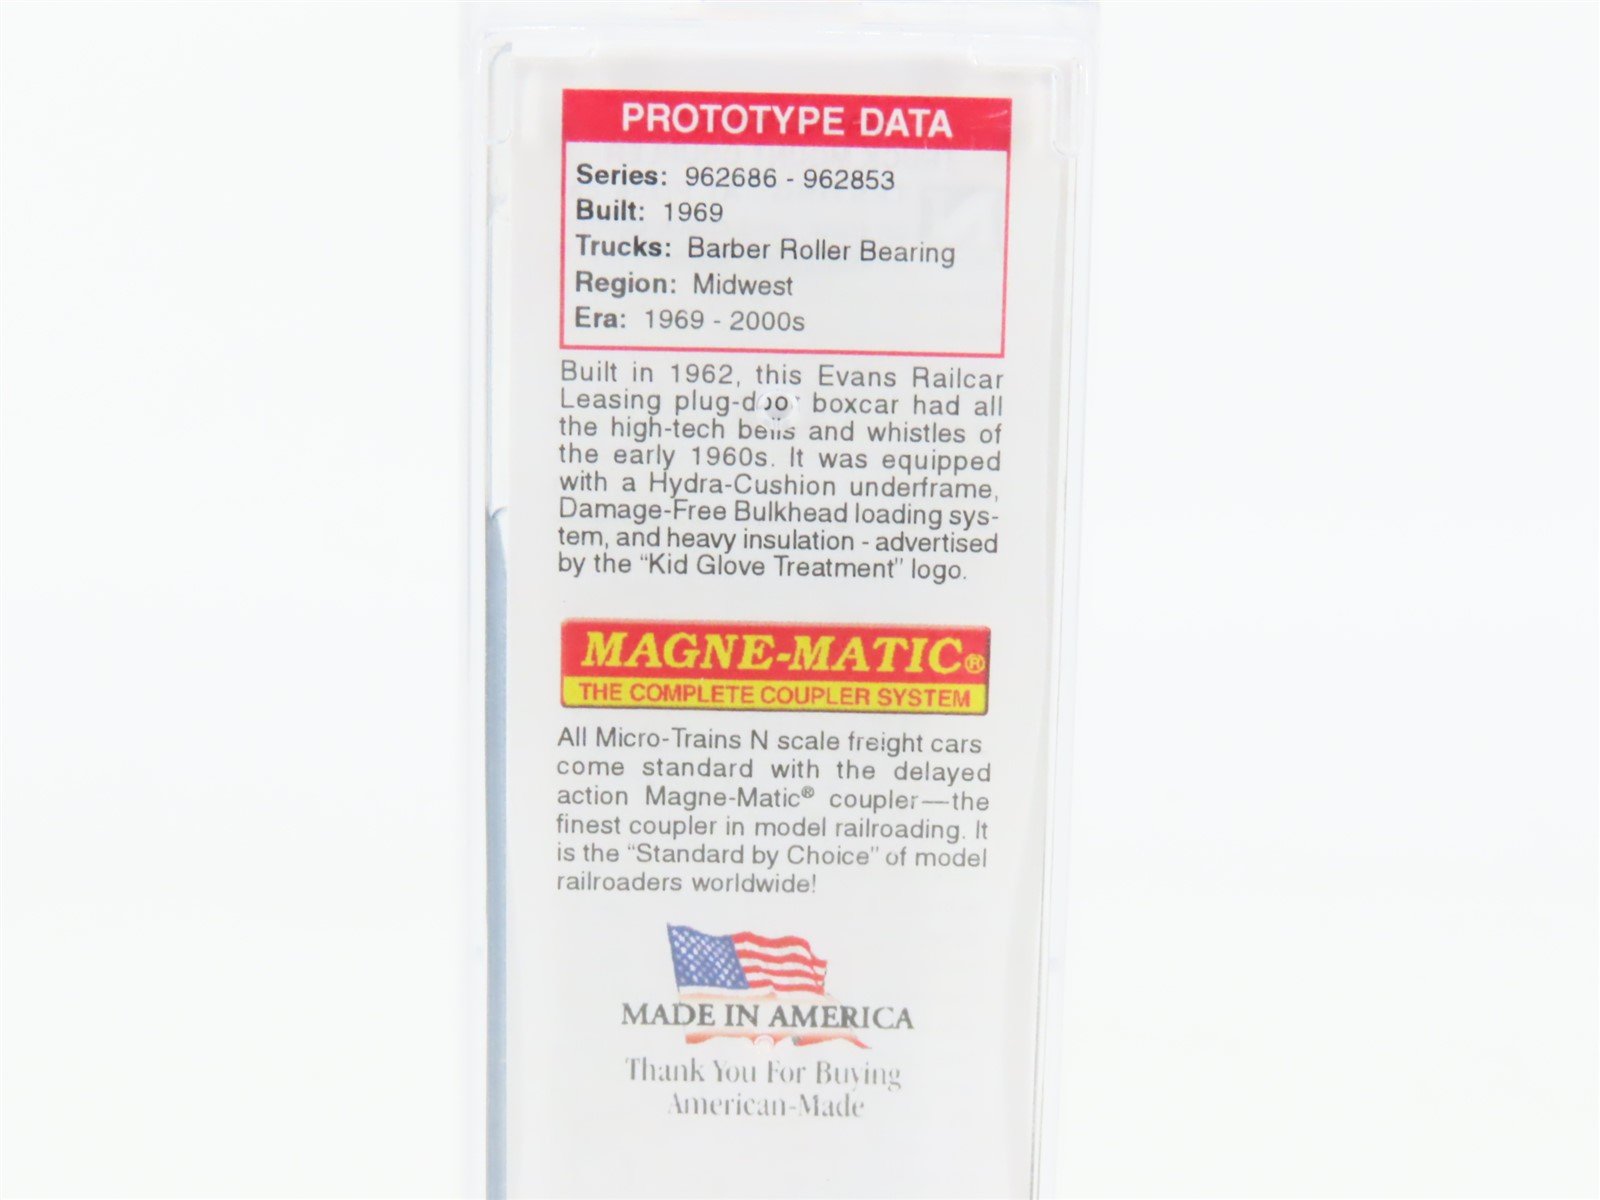 PROTOTYPE DATA
Series: 962686 - 962853
Built: 1969
Trucks: Barber Roller Bearing
Region: Midwest
Era: 1969 - 2000s
Built in 1962, this Evans Railcar
Leasing plug-door boxcar had all
the high-tech bells and whistles of
the early 1960s. It was equipped
with a Hydra-Cushion underframe,
Damage-Free Bulkhead loading sys-
tem, and heavy insulation - advertised
by the "Kid Glove Treatment" logo.
MAGNE-MATIC®
THE COMPLETE COUPLER SYSTEM
All Micro-Trains N scale freight cars
come standard with the delayed
action Magne-Matic® coupler—the
finest coupler in model railroading. It
is the "Standard by Choice" of model
railroaders worldwide!
MADE IN AMERICA
Thank You For Buying
American-Made